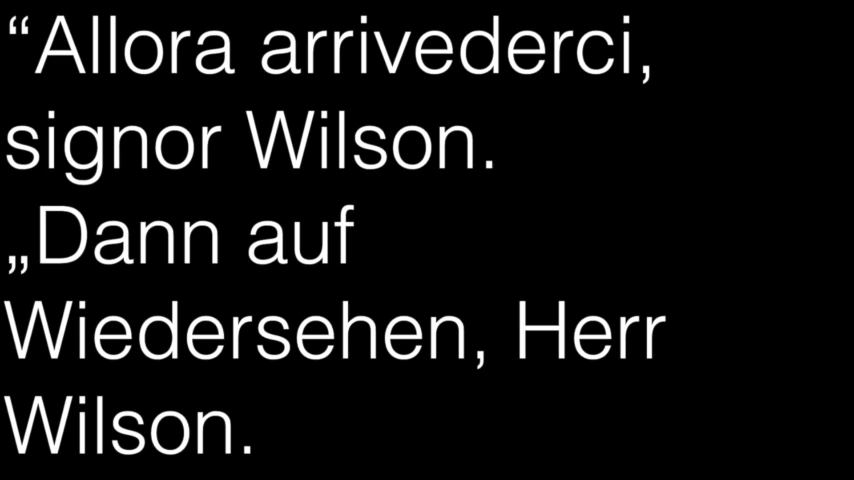 “Allora arrivederci,
signor Wilson.
„Dann auf
Wiedersehen, Herr
Wilson.